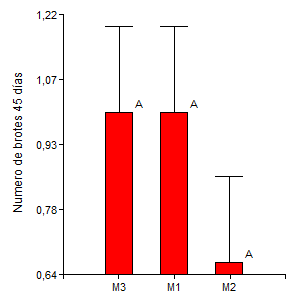 1,22
1,07
0,93
0,78
0,64
Numero de brotes 45 días
A
A
A
M3 M1 M2